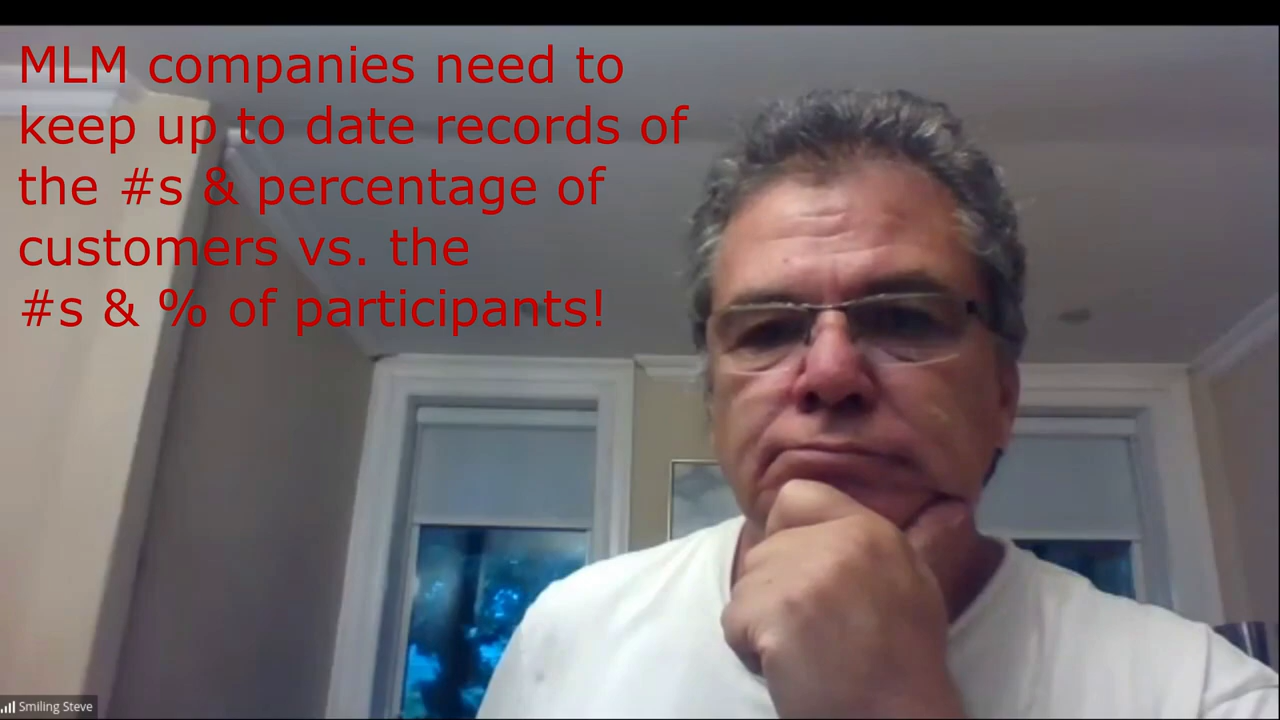 MLM companies need to
keep up to date records of
the #s & percentage of
customers vs. the
#s & % of participants!
Smiling Steve